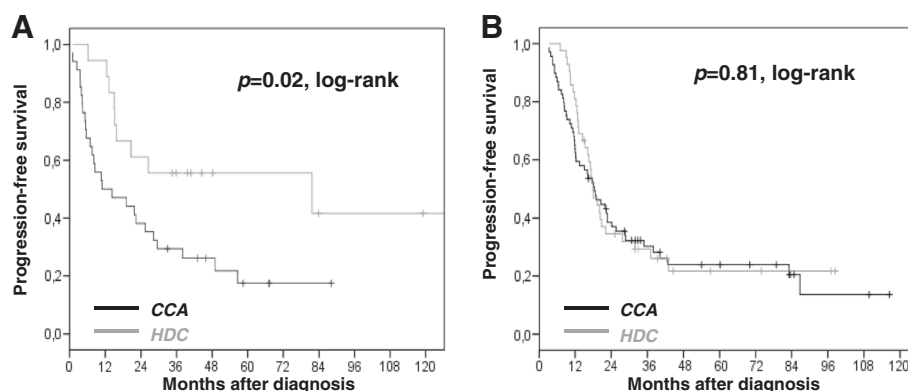 A
B
p=0.02, log-rank
p=0.81, log-rank
Progression-free survival
1,0
0,8
0,6
0,4
0,2
0,0
CCA
HDC
0 12 24 36 48 60 72 84 96 108 120
Months after diagnosis
Progression-free survival
1,0
0,8
0,6
0,4
0,2
0,0
CCA
HDC
0 12 24 36 48 60 72 84 96 108 120
Months after diagnosis